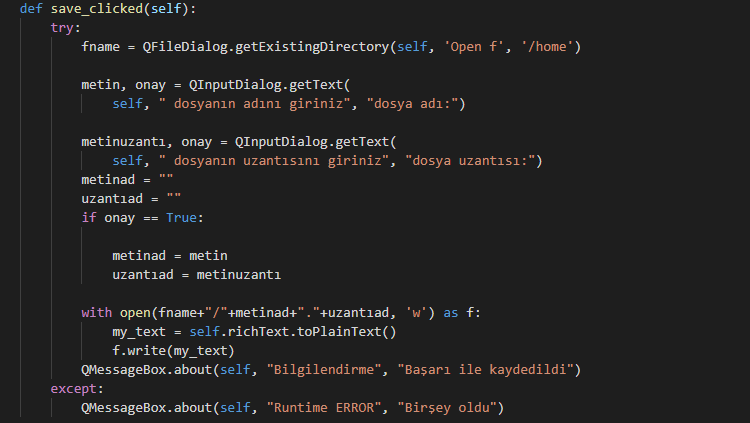 def save_clicked(self):
try:
fname = QFileDialog.getExistingDirectory(self, 'Open f', '/home')
metin, onay = QInputDialog.getText(
self, " dosyanın adını giriniz", "dosya adı:")
metinuzantı, onay = QInputDialog.getText(
self, " dosyanın uzantısını giriniz", "dosya uzantısı:")
metinad = ""
uzantıad = ""
if onay == True:
metinad = metin
uzantıad = metinuzantı
with open(fname+"/"+metinad+"."+uzantıad, 'w') as f:
my_text = self.richText.toPlainText()
f.write(my_text)
QMessageBox.about(self, "Bilgilendirme", "Başarı ile kaydedildi")
except:
QMessageBox.about(self, "Runtime ERROR", "Birşey oldu")